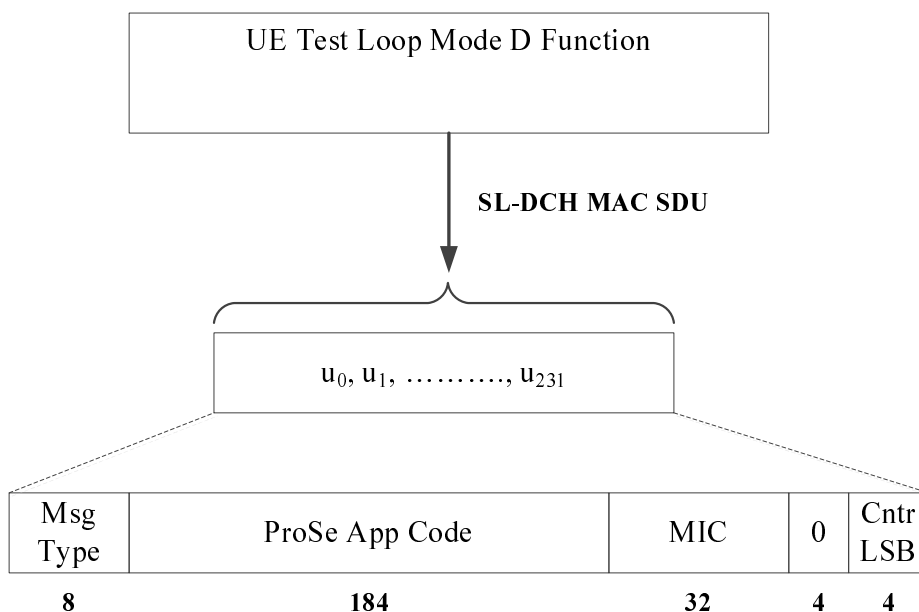 UE Test Loop Mode D Function
SL-DCH MAC SDU
u₀, u₁, ………., u₂₃₁
Msg Type
ProSe App Code
MIC
0
Cntr LSB
8
184
32
4
4